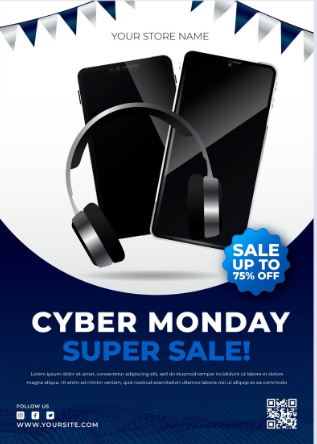 YOUR STORE NAME
SALE
UP TO
75% OFF
CYBER MONDAY
SUPER SALE!
Lorem ipsum dolor sit amet, consectetur adipiscing elit, sed do eiusmod tempor incididunt ut labore et dolore
magna aliqua. Ut enim ad minim veniam, quis nostrud exercitation ullamco laboris nisi ut aliquip ex ea commodo
FOLLOW US
WWW.YOURSITE.COM